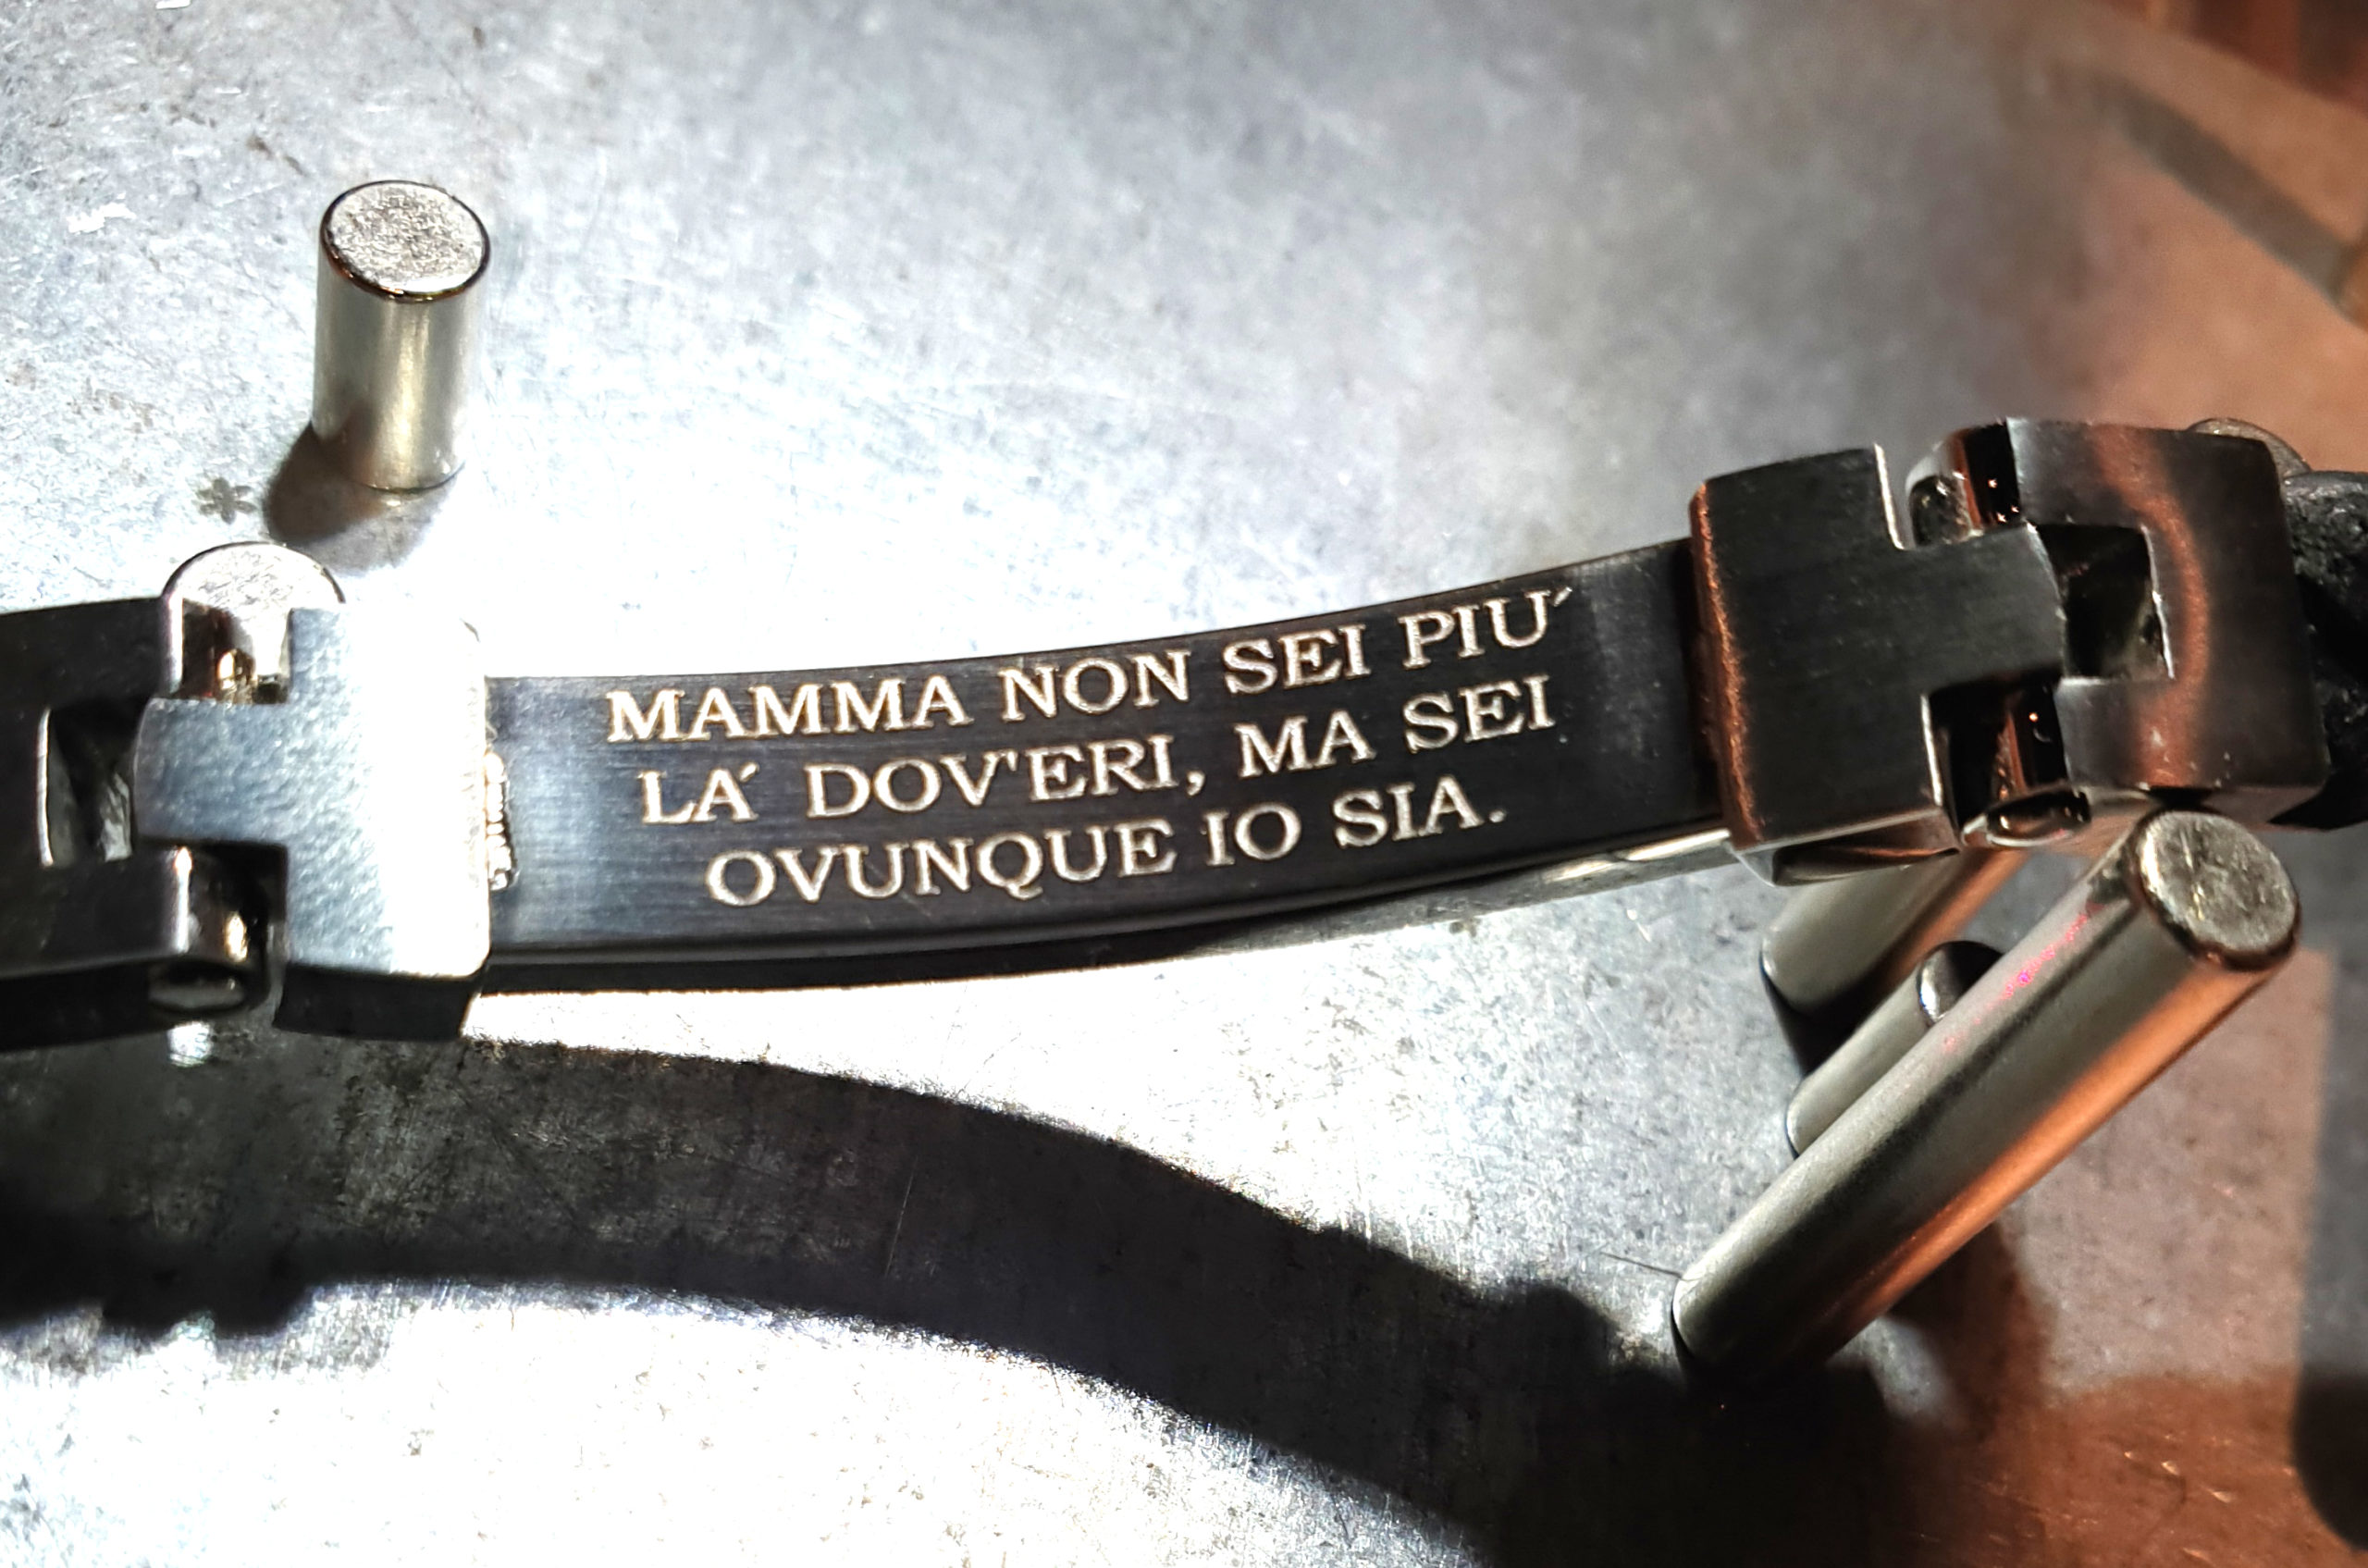 MAMMA NON SEI PIU´
LA´ DOV'ERI, MA SEI
OVUNQUE IO SIA.